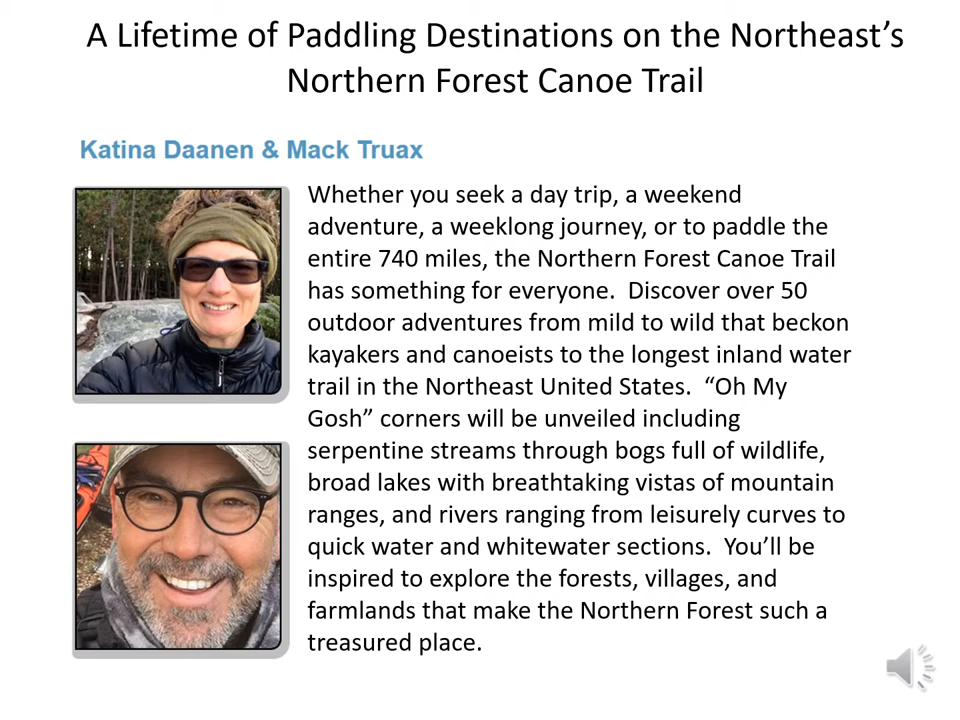 A Lifetime of Paddling Destinations on the Northeast’s
Northern Forest Canoe Trail
Katina Daanen & Mack Truax
Whether you seek a day trip, a weekend
adventure, a weeklong journey, or to paddle the
entire 740 miles, the Northern Forest Canoe Trail
has something for everyone.  Discover over 50
outdoor adventures from mild to wild that beckon
kayakers and canoeists to the longest inland water
trail in the Northeast United States.  “Oh My
Gosh” corners will be unveiled including
serpentine streams through bogs full of wildlife,
broad lakes with breathtaking vistas of mountain
ranges, and rivers ranging from leisurely curves to
quick water and whitewater sections.  You’ll be
inspired to explore the forests, villages, and
farmlands that make the Northern Forest such a
treasured place.